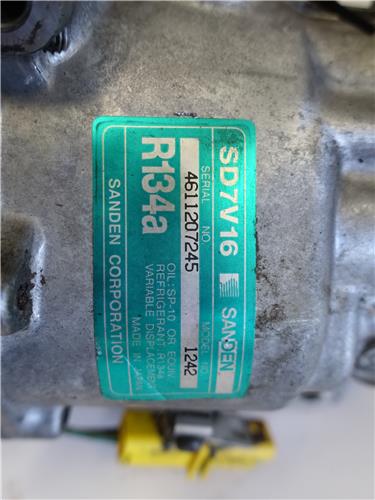 SD7V16 SANDEN
SERIAL NO. MODEL NO.
4611207245 1242
R134a
OIL: SP-10 OR EQUIV.
REFRIGERANT R134a
VARIABLE DISPLACEMENT
SANDEN CORPORATION MADE IN JAPAN